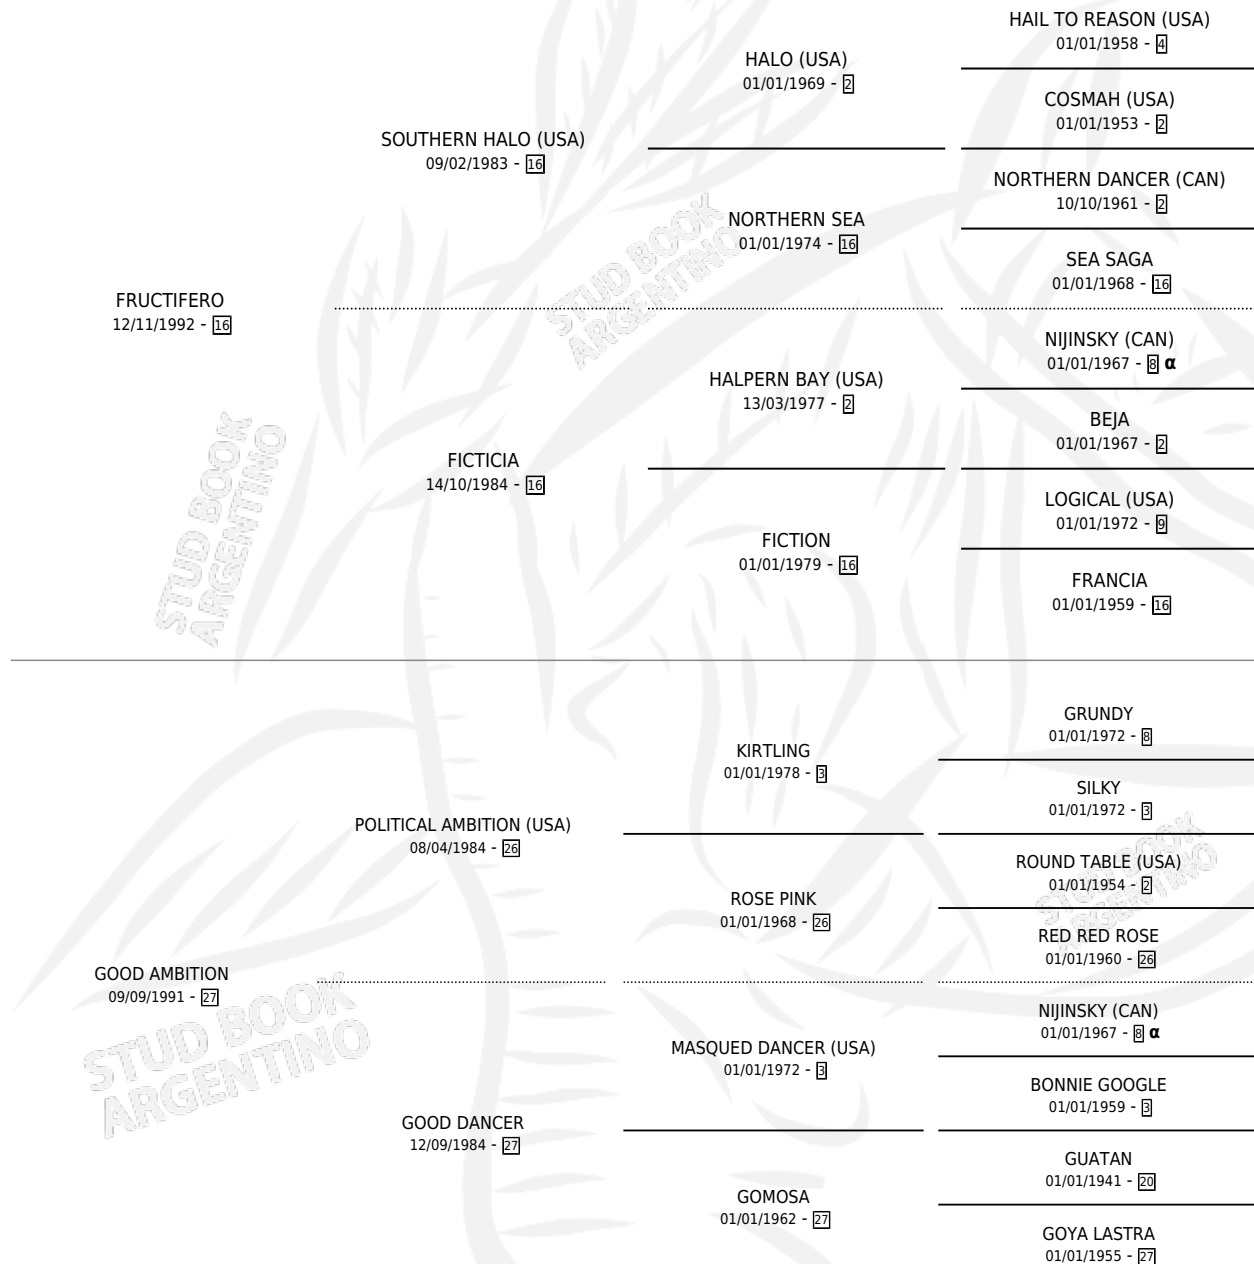 HAIL TO REASON (USA)
01/01/1958 - 4
HALO (USA)
01/01/1969 - 2
COSMAH (USA)
01/01/1953 - 2
SOUTHERN HALO (USA)
09/02/1983 - 16
NORTHERN DANCER (CAN)
10/10/1961 - 2
NORTHERN SEA
01/01/1974 - 16
STUD BOOK
ARGENTINO
SEA SAGA
01/01/1968 - 16
FRUCTIFERO
12/11/1992 - 16
NIJINSKY (CAN)
01/01/1967 - 8 α
HALPERN BAY (USA)
13/03/1977 - 2
BEJA
01/01/1967 - 2
FICTICIA
14/10/1984 - 16
LOGICAL (USA)
01/01/1972 - 9
FICTION
01/01/1979 - 16
STUD BOOK
ARGENTINO
FRANCIA
01/01/1959 - 16
GRUNDY
01/01/1972 - 8
KIRTLING
01/01/1978 - 3
SILKY
01/01/1972 - 3
POLITICAL AMBITION (USA)
08/04/1984 - 26
ROUND TABLE (USA)
01/01/1954 - 2
STUD BOOK
ARGENTINO
ROSE PINK
01/01/1968 - 26
RED RED ROSE
01/01/1960 - 26
GOOD AMBITION
09/09/1991 - 27
STUD BOOK
ARGENTINO
NIJINSKY (CAN)
01/01/1967 - 8 α
MASQUED DANCER (USA)
01/01/1972 - 3
BONNIE GOOGLE
01/01/1959 - 3
GOOD DANCER
12/09/1984 - 27
GUATAN
01/01/1941 - 20
GOMOSA
01/01/1962 - 27
GOYA LASTRA
01/01/1955 - 27